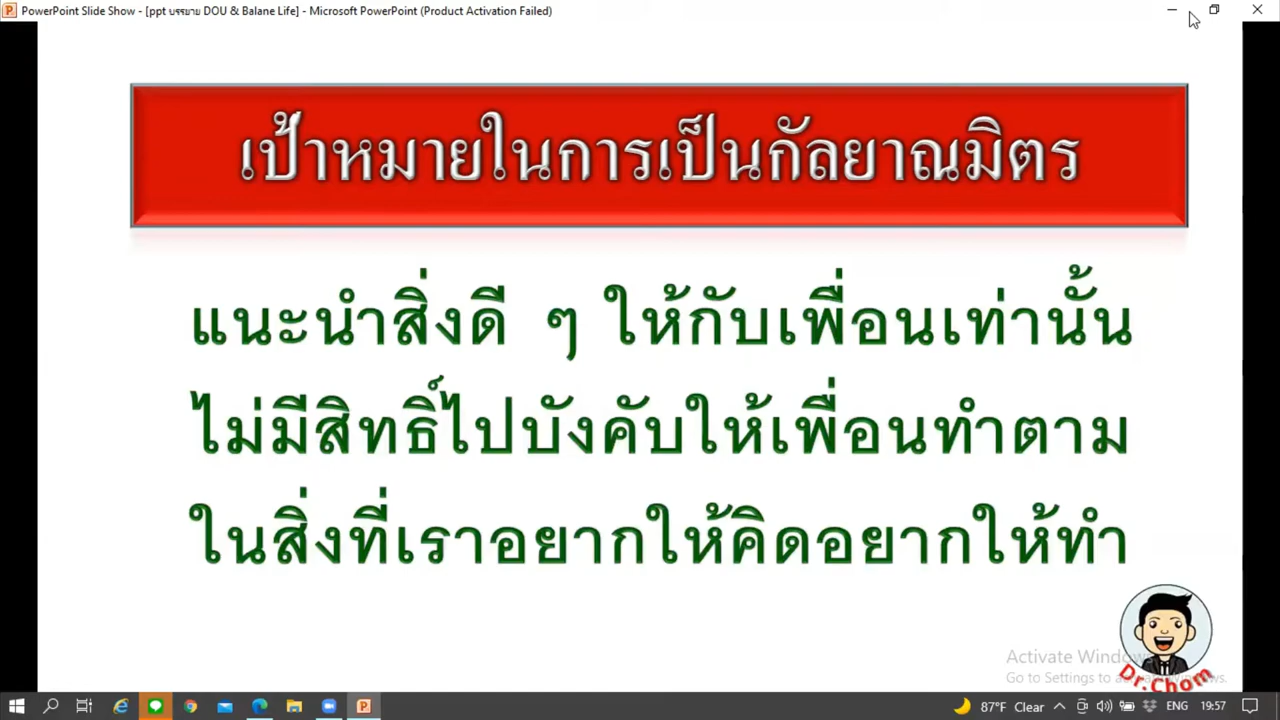 PowerPoint Slide Show - [ppt บรรยาย DOU & Balane Life] - Microsoft PowerPoint (Product Activation Failed)
เป้าหมายในการเป็นกัลยาณมิตร
แนะนำสิ่งดี ๆ ให้กับเพื่อนเท่านั้น
ไม่มีสิทธิ์ไปบังคับให้เพื่อนทำตาม
ในสิ่งที่เราอยากให้คิดอยากให้ทำ
Activate Windows
Go to Settings to activate Windows.
Dr.Chom
87°F Clear
ENG
19:57